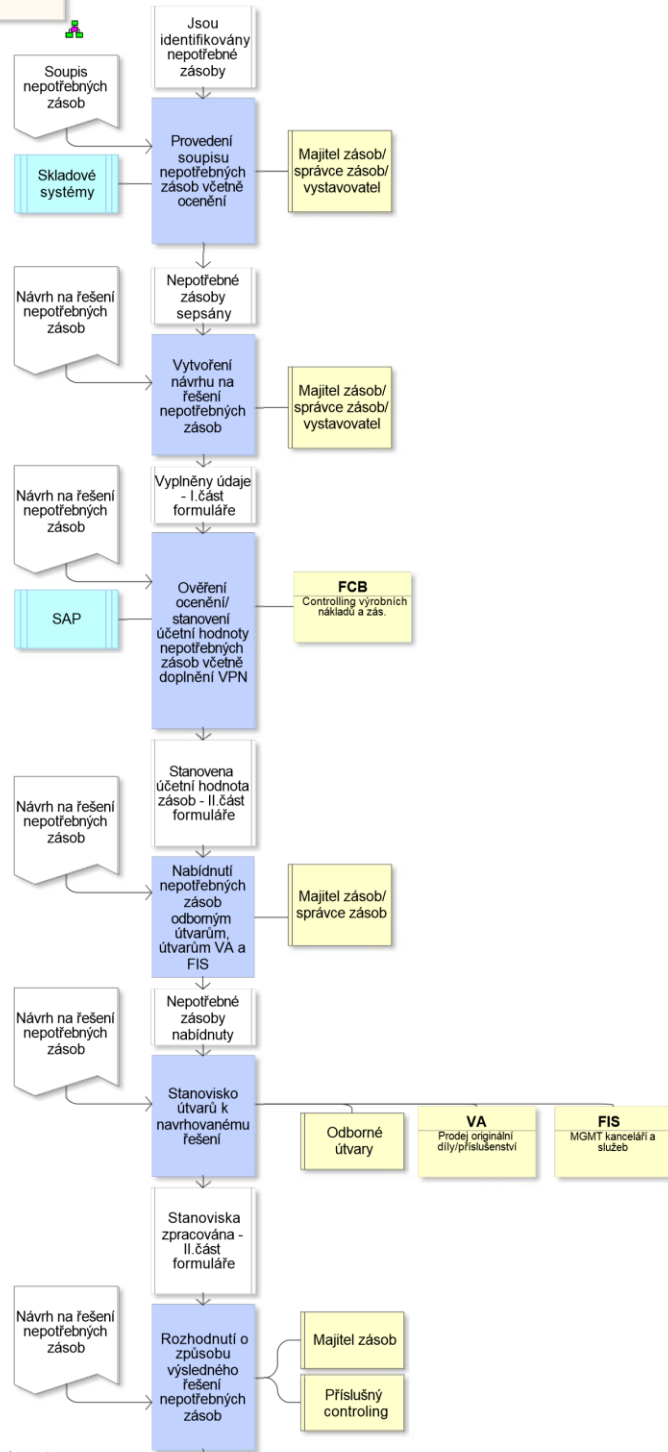 Jsou
identifikovány
nepotřebné
zásoby
Soupis
nepotřebných
zásob
Provedení
soupisu
nepotřebných
zásob včetně
ocenění
Skladové
systémy
Majitel zásob/
správce zásob/
vystavovatel
Nepotřebné
zásoby
sepsány
Návrh na řešení
nepotřebných
zásob
Vytvoření
návrhu na
řešení
nepotřebných
zásob
Majitel zásob/
správce zásob/
vystavovatel
Vyplněny údaje
- I.část
formuláře
Návrh na řešení
nepotřebných
zásob
Ověření
ocenění/
stanovení
účetní hodnoty
nepotřebných
zásob včetně
doplnění VPN
SAP
FCB
Controlling výrobních
nákladů a zás.
Stanovena
účetní hodnota
zásob - II.část
formuláře
Návrh na řešení
nepotřebných
zásob
Nabídnutí
nepotřebných
zásob
odborným
útvarům,
útvarům VA a
FIS
Majitel zásob/
správce zásob
Nepotřebné
zásoby
nabídnuty
Návrh na řešení
nepotřebných
zásob
Stanovisko
útvarů k
navrhovanému
řešení
Odborné
útvary
VA
Prodej originální
díly/příslušenství
FIS
MGMT kanceláří a
služeb
Stanoviska
zpracována -
II.část
formuláře
Návrh na řešení
nepotřebných
zásob
Rozhodnutí o
způsobu
výsledného
řešení
nepotřebných
zásob
Majitel zásob
Příslušný
controling